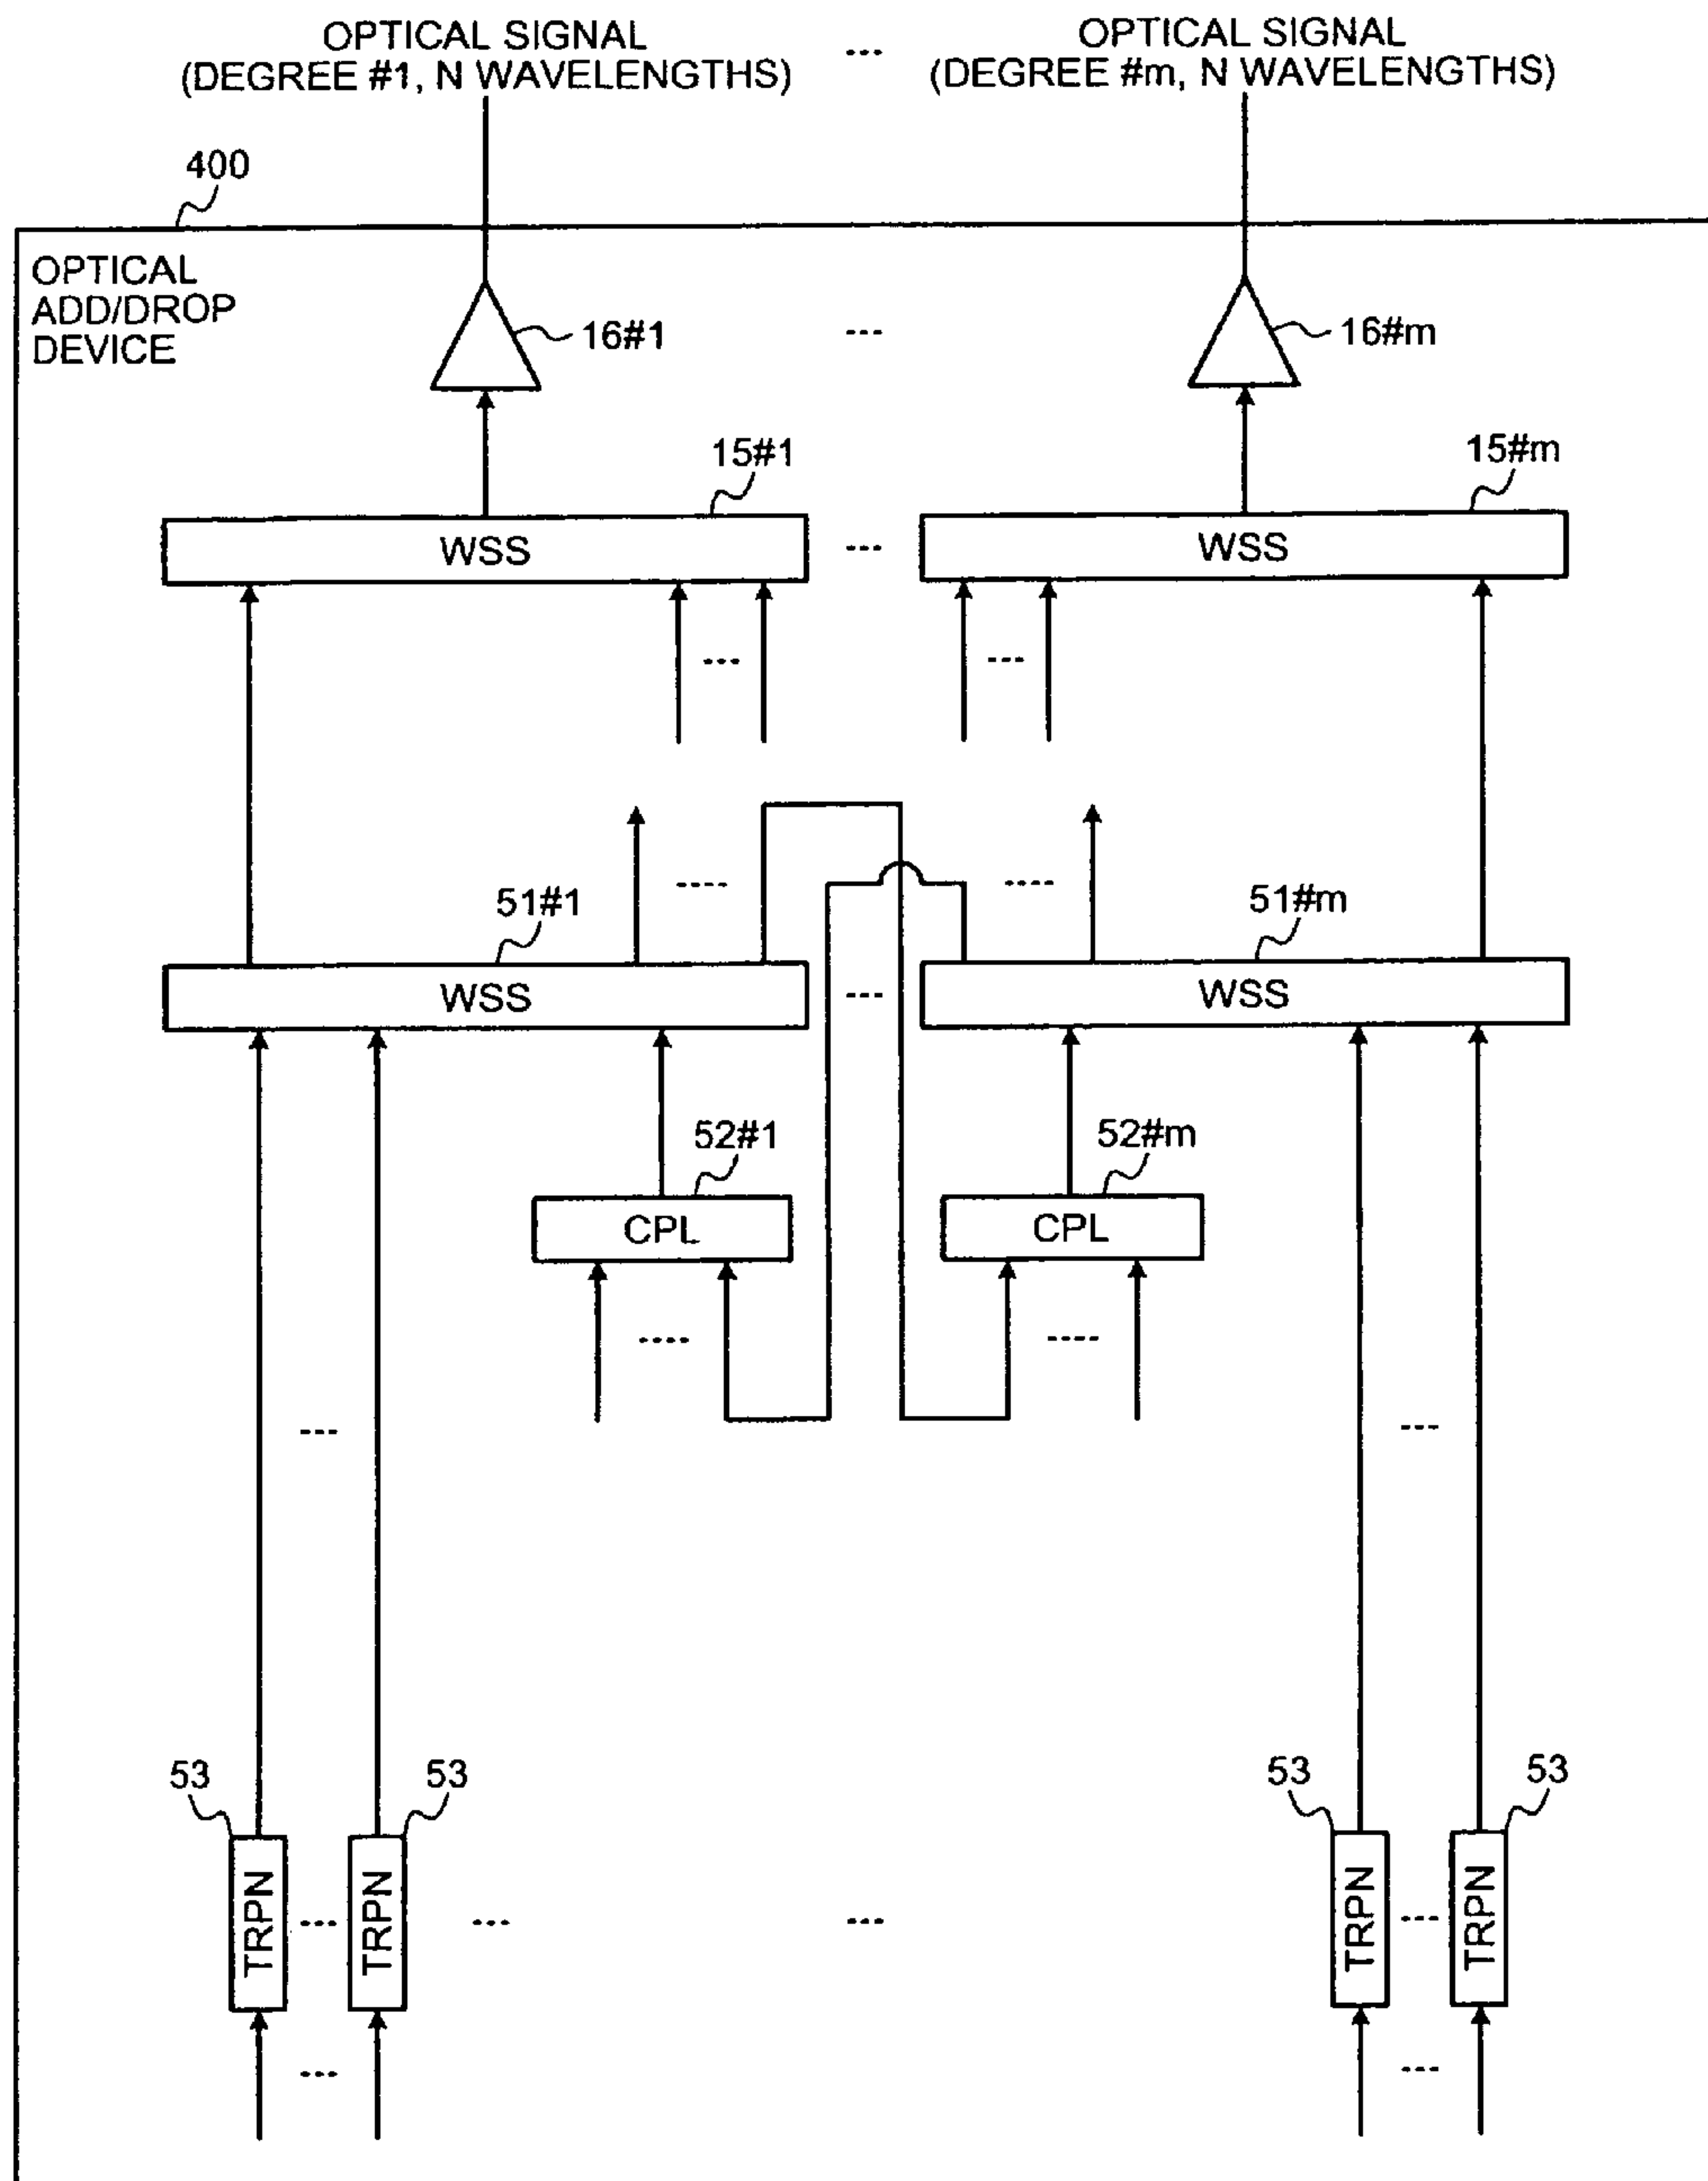 OPTICAL SIGNAL
(DEGREE #1, N WAVELENGTHS)
...
OPTICAL SIGNAL
(DEGREE #m, N WAVELENGTHS)
400
OPTICAL
ADD/DROP
DEVICE
16#1
...
16#m
15#1
15#m
WSS
...
WSS
...
...
....
....
51#1
51#m
WSS
...
WSS
52#1
52#m
CPL
CPL
....
....
...
...
53
53
53
53
TRPN
...
TRPN
...
...
TRPN
...
TRPN
...
...